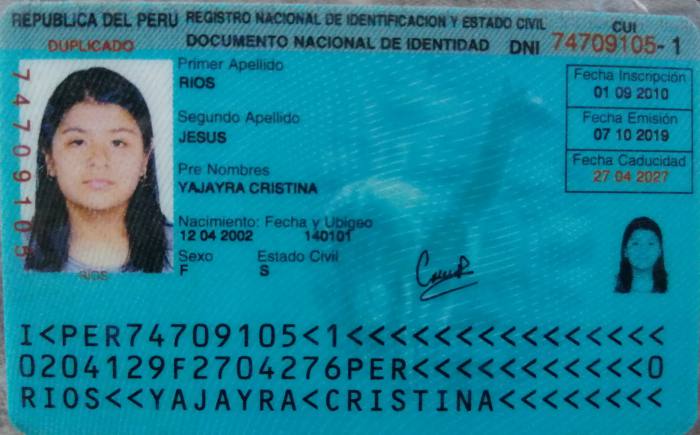 REPUBLICA DEL PERU REGISTRO NACIONAL DE IDENTIFICACION Y ESTADO CIVIL
DUPLICADO DOCUMENTO NACIONAL DE IDENTIDAD DNI 74709105-1
CUI
Primer Apellido
RIOS
Segundo Apellido
JESUS
Pre Nombres
YAJAYRA CRISTINA
Nacimiento: Fecha y Ubigeo
12 04 2002 140101
Sexo Estado Civil
F S
Fecha Inscripción
01 09 2010
Fecha Emisión
07 10 2019
Fecha Caducidad
27 04 2027
74709105
RIOS
I<PER74709105<1<<<<<<<<<<<<<<<
0204129F2704276PER<<<<<<<<<<<0
RIOS<<YAJAYRA<CRISTINA<<<<<<<<